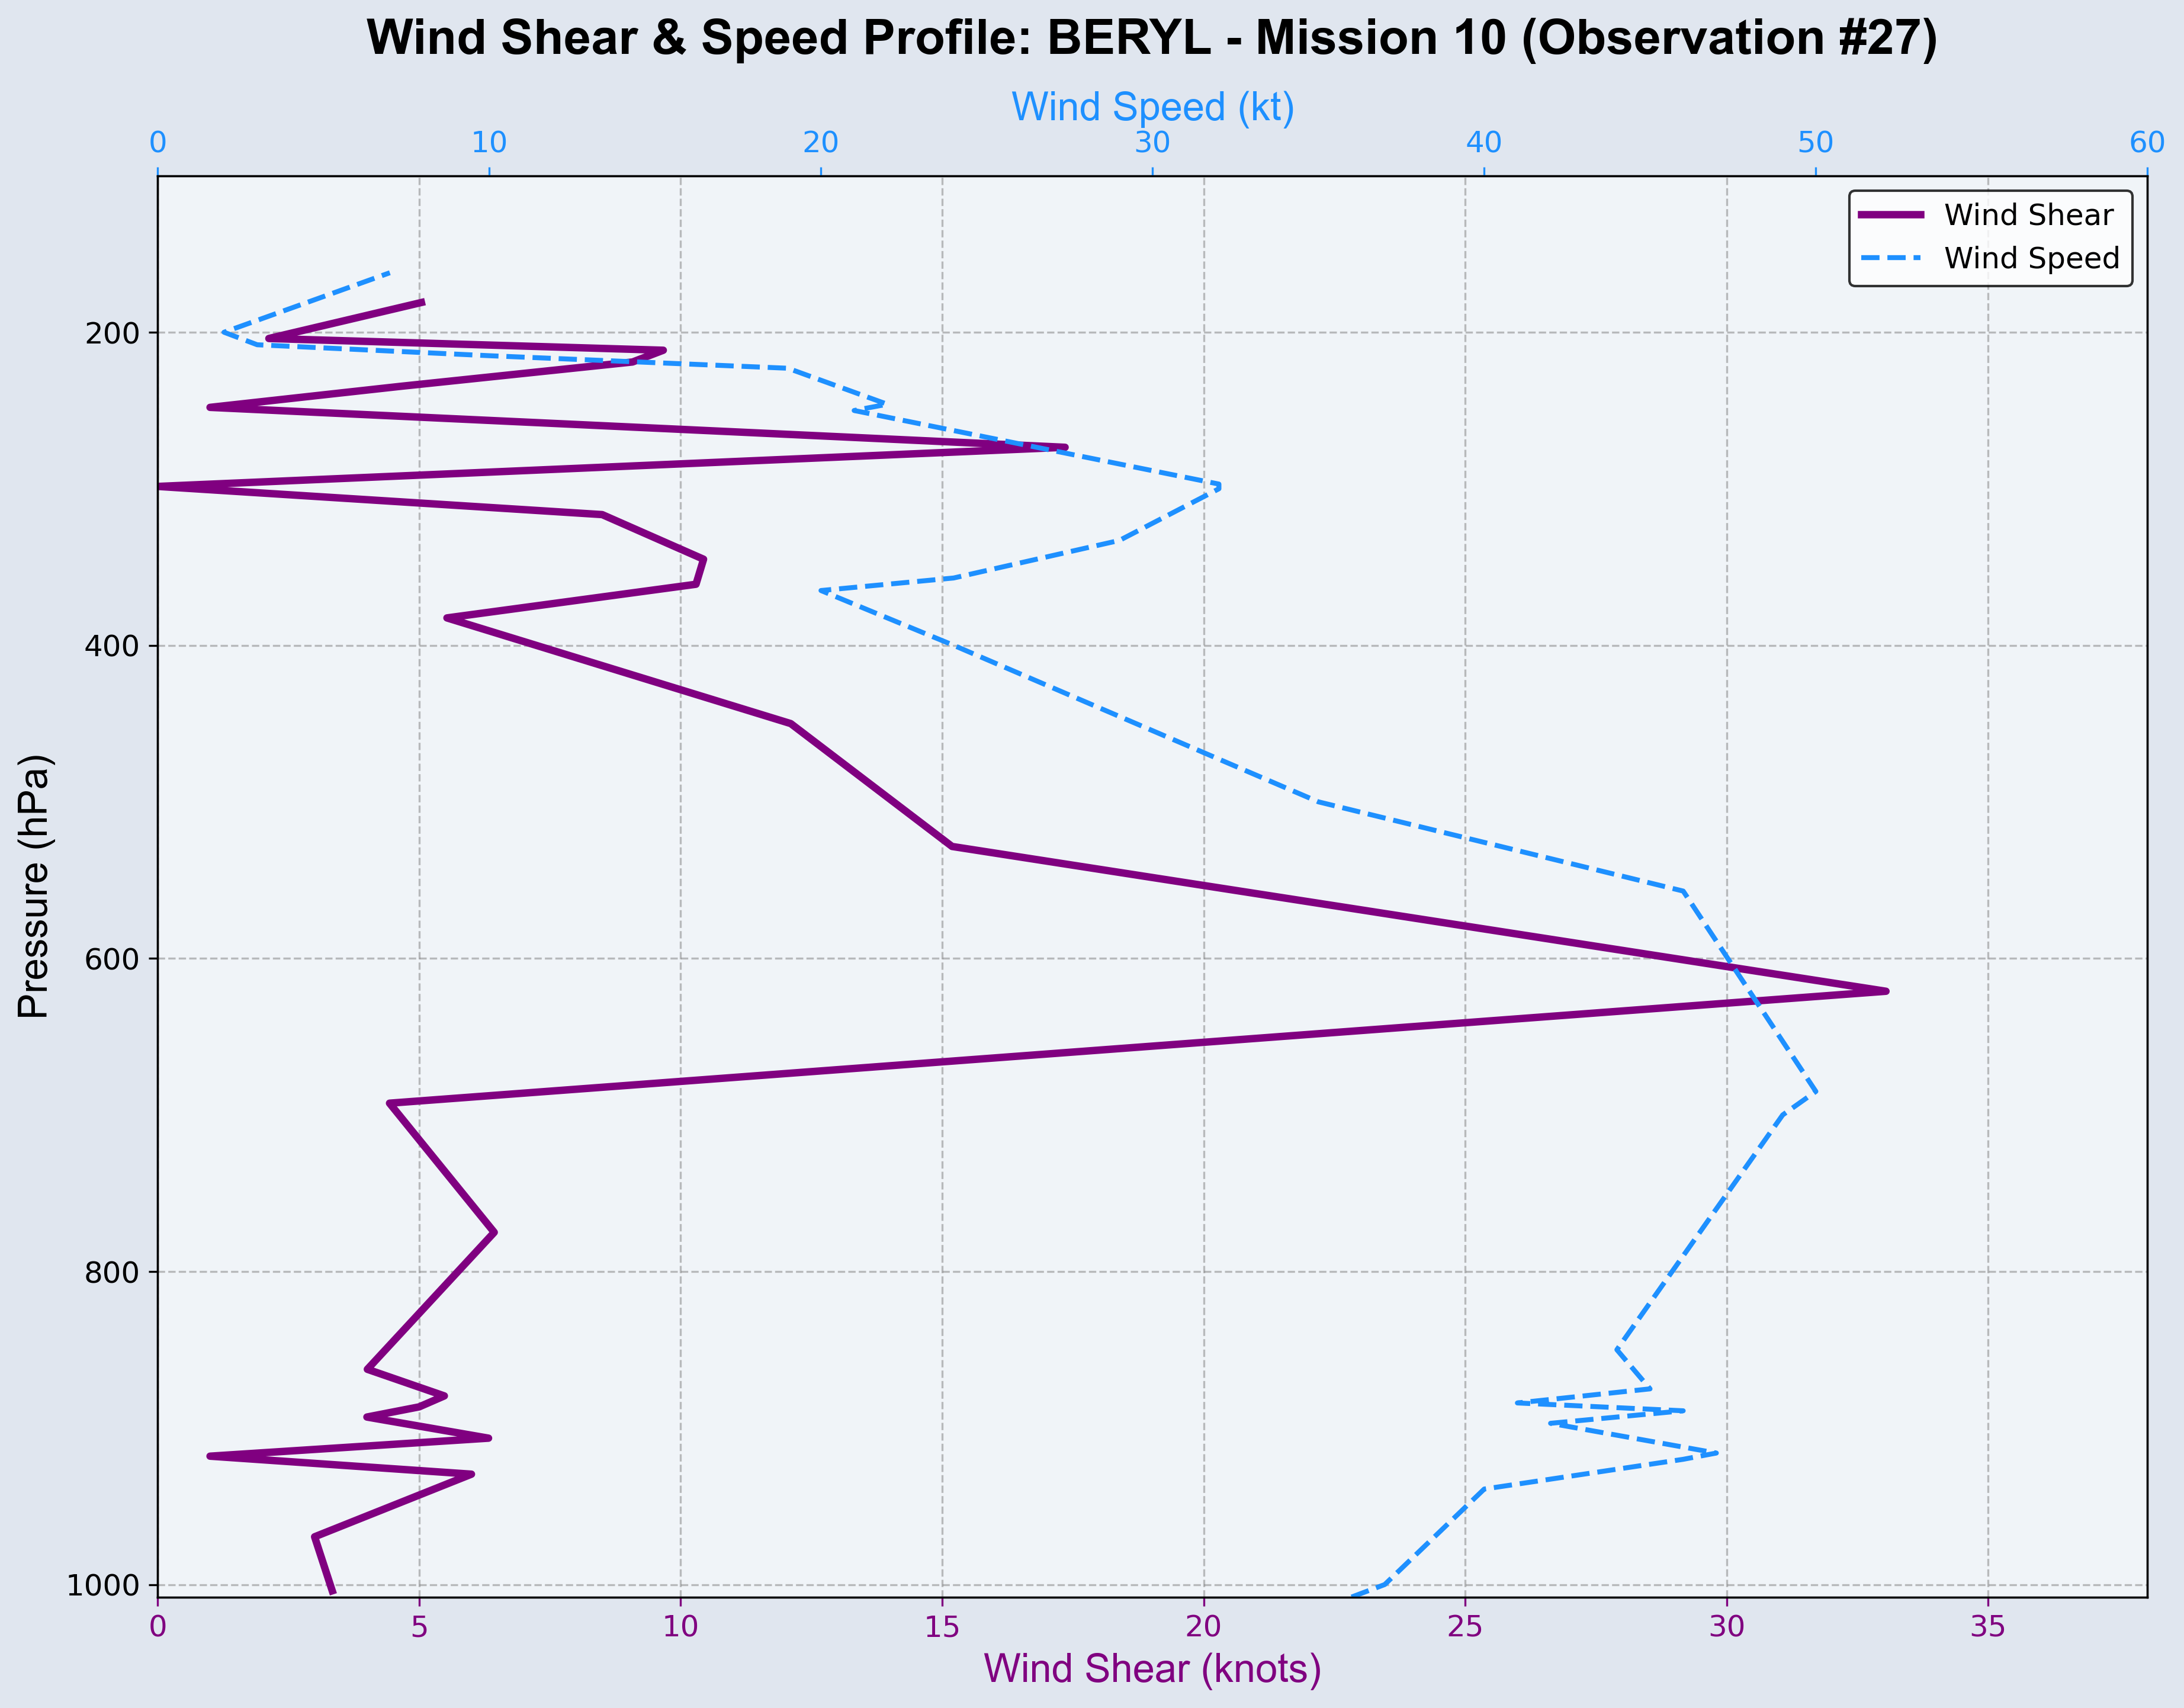 Wind Shear & Speed Profile: BERYL - Mission 10 (Observation #27)
Wind Speed (kt)
0 10 20 30 40 50 60
Wind Shear
Wind Speed
200
400
600
800
1000
Pressure (hPa)
0 5 10 15 20 25 30 35
Wind Shear (knots)